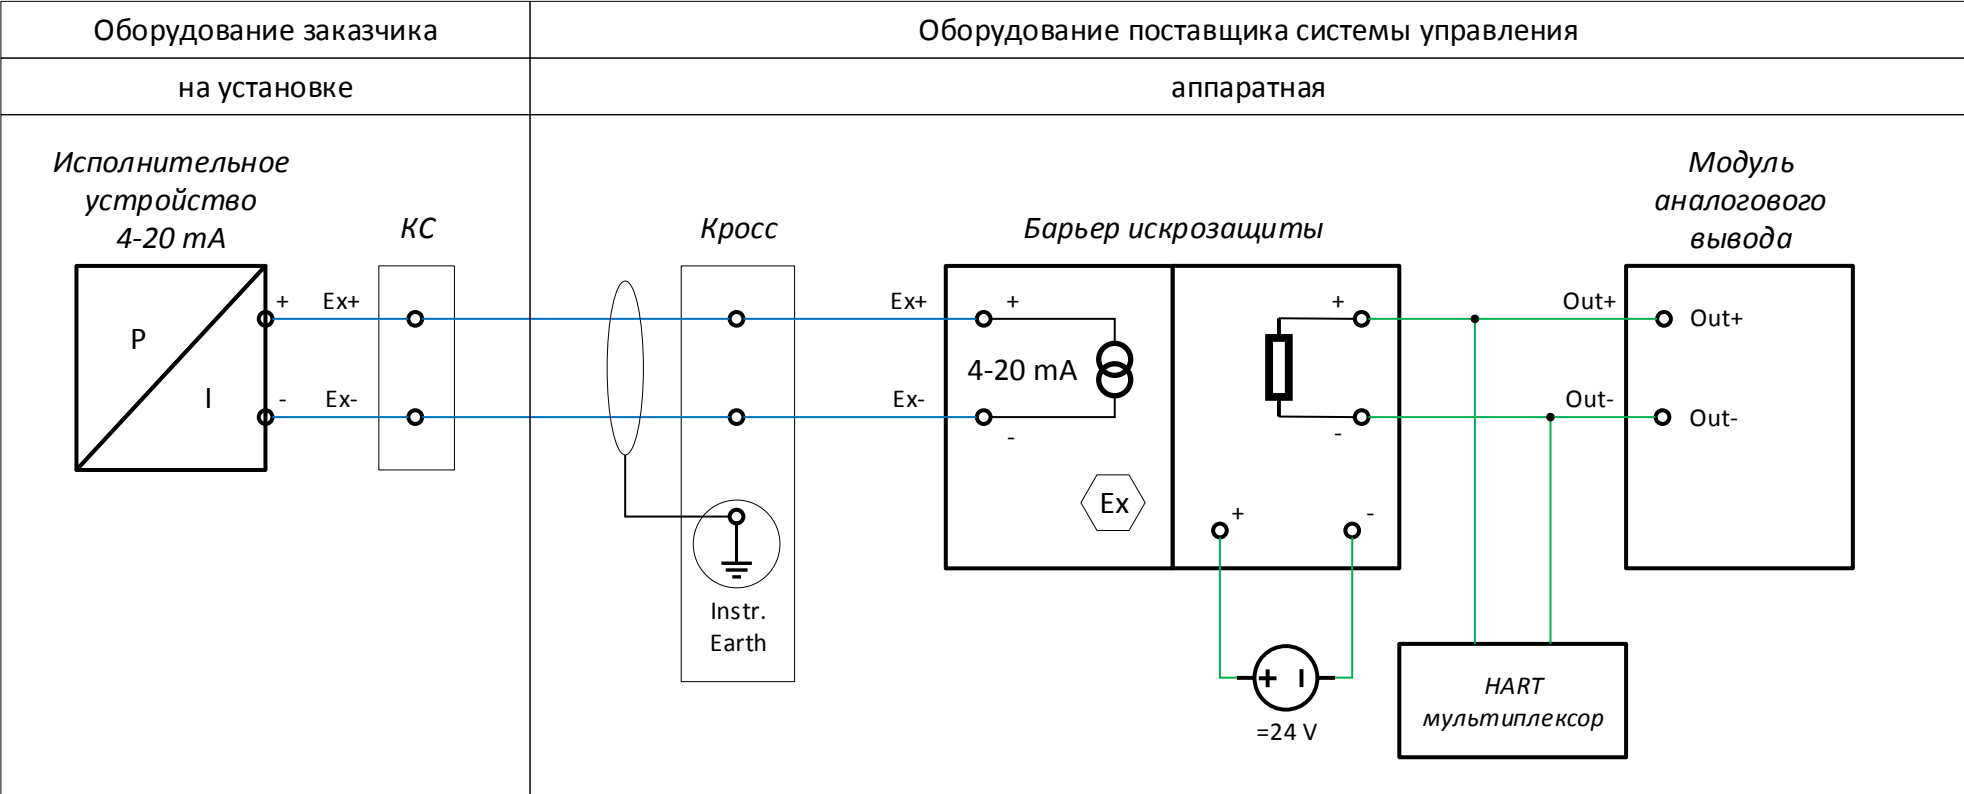 Оборудование заказчика
Оборудование поставщика системы управления
на установке
аппаратная
Исполнительное
устройство
4-20 mA
КС
Кросс
Барьер искрозащиты
Модуль
аналогового
вывода
P
I
+
Ex+
-
Ex-
Ex+
Ex-
+
4-20 mA
-
Ex
+
-
+
-
Out+
Out-
Out+
Out-
Instr.
Earth
=24 V
HART
мультиплексор